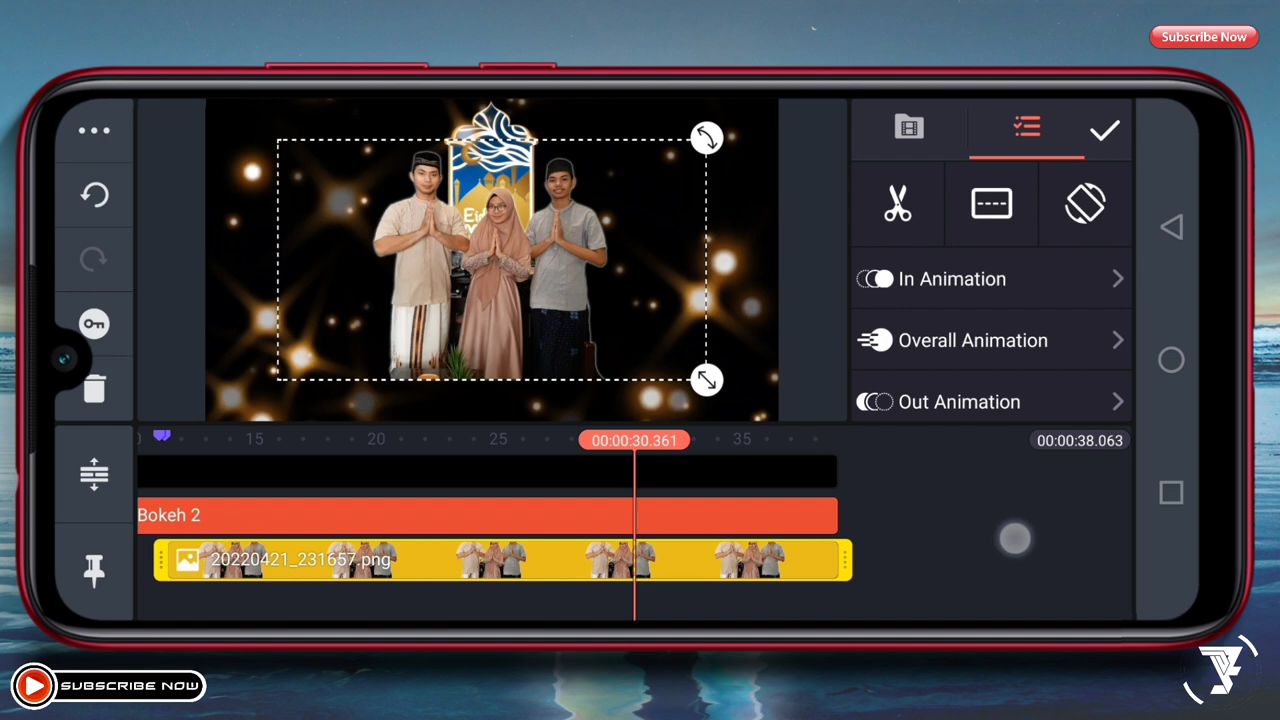 Subscribe Now
Eid
In Animation
Overall Animation
Out Animation
15
20
25
00:00:30.361
35
00:00:38.063
Bokeh 2
20220421_231657.png
SUBSCRIBE NOW